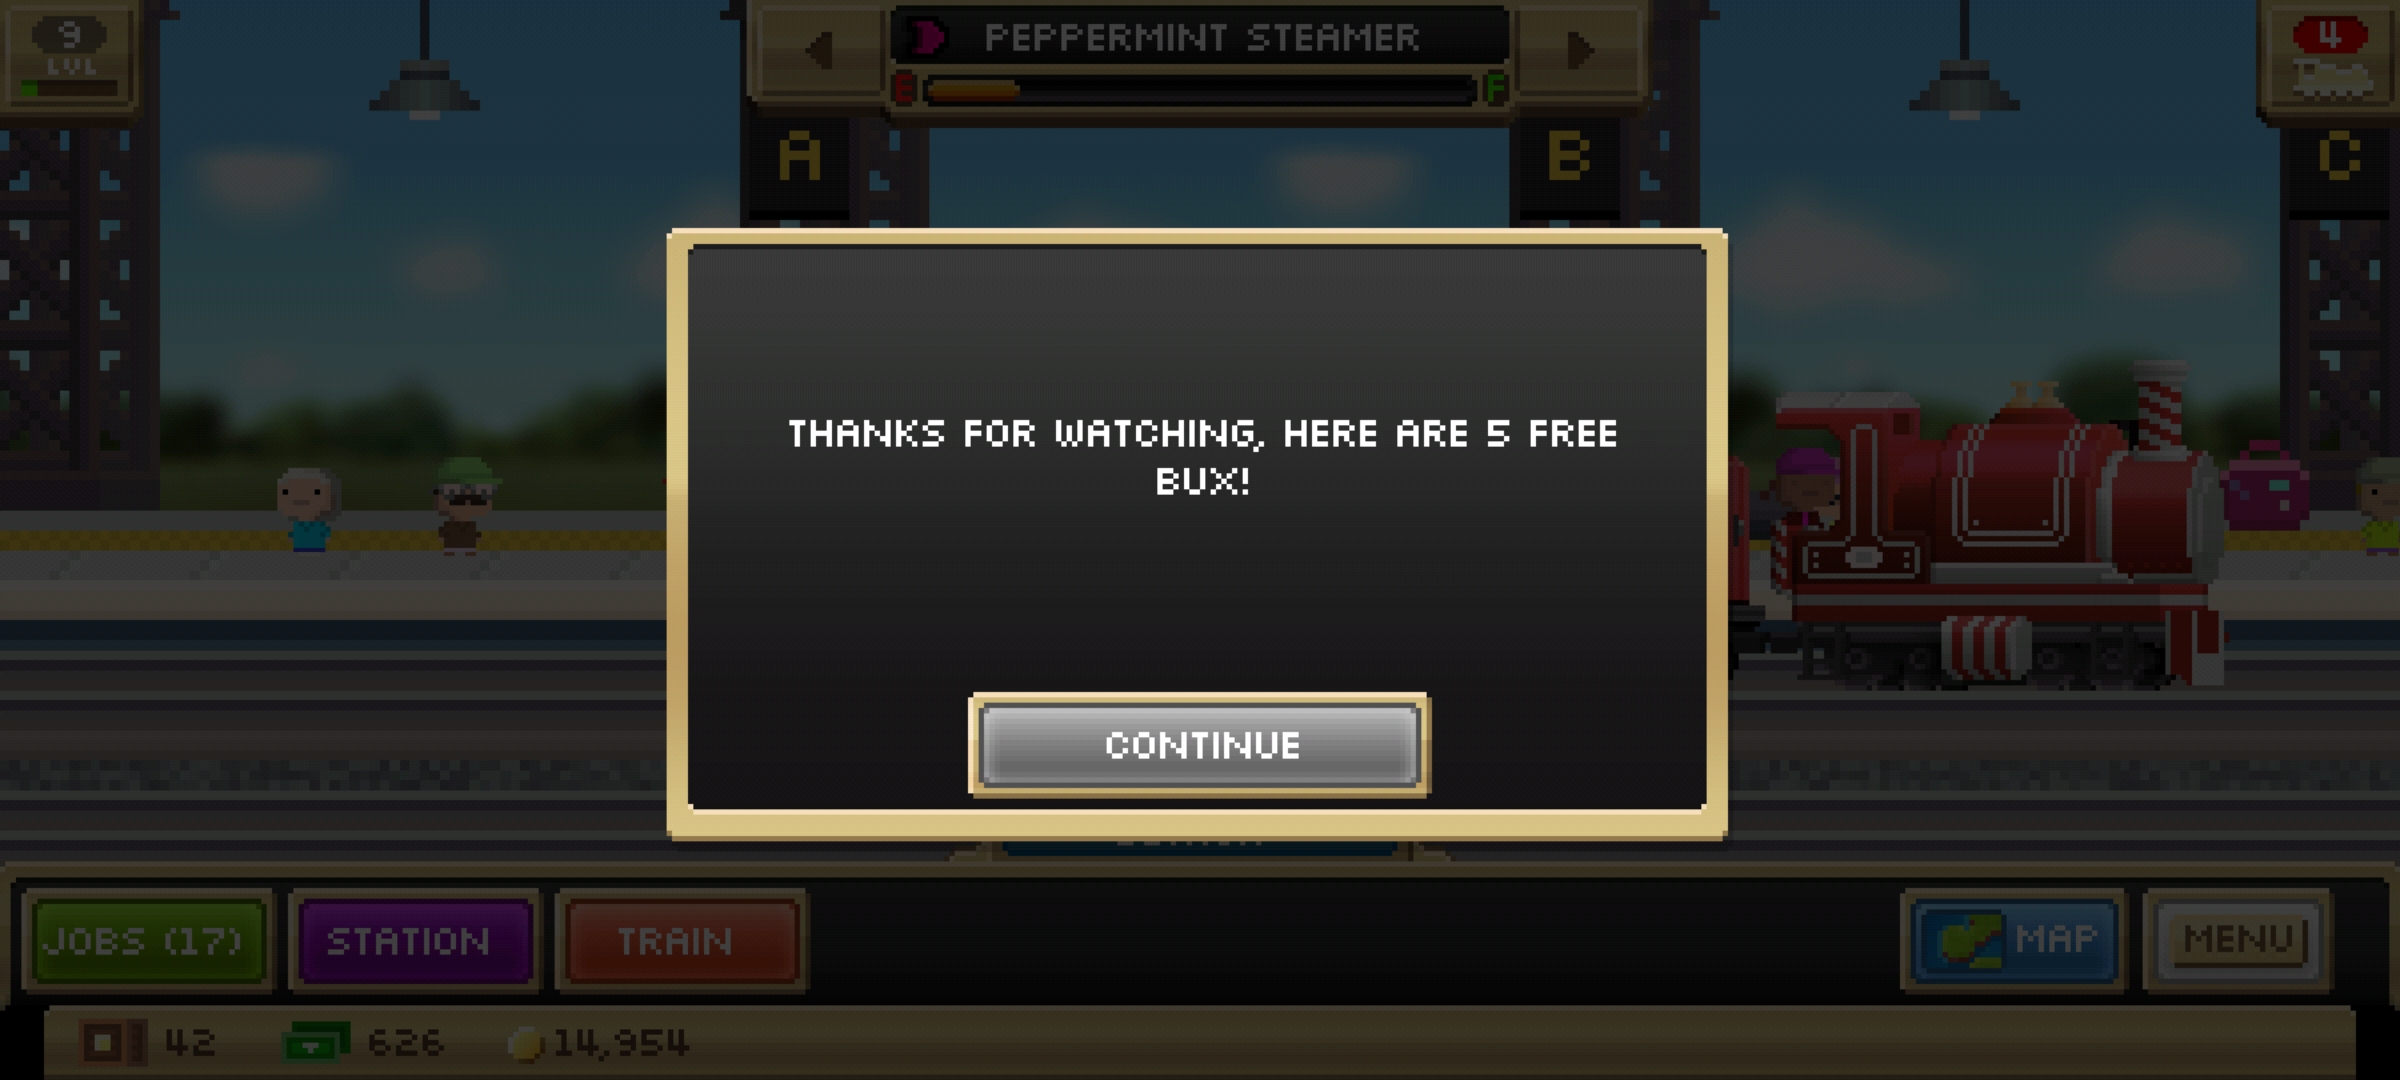 9
LVL
PEPPERMINT STEAMER
4
E F
A
B
C
THANKS FOR WATCHING, HERE ARE 5 FREE
BUX!
CONTINUE
JOBS (17)
STATION
TRAIN
MAP
MENU
42
626
14,954